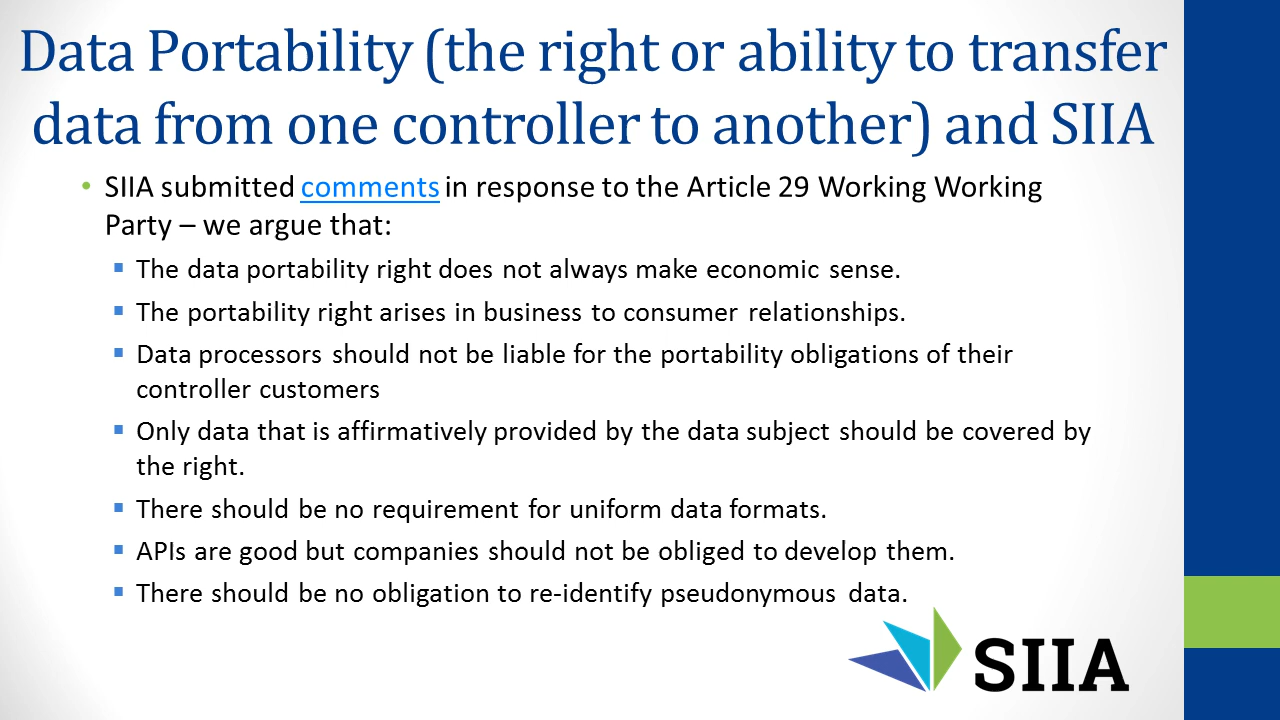 Data Portability (the right or ability to transfer
data from one controller to another) and SIIA
• SIIA submitted comments in response to the Article 29 Working Working
Party – we argue that:
▪ The data portability right does not always make economic sense.
▪ The portability right arises in business to consumer relationships.
▪ Data processors should not be liable for the portability obligations of their
controller customers
▪ Only data that is affirmatively provided by the data subject should be covered by
the right.
▪ There should be no requirement for uniform data formats.
▪ APIs are good but companies should not be obliged to develop them.
▪ There should be no obligation to re-identify pseudonymous data.
SIIA